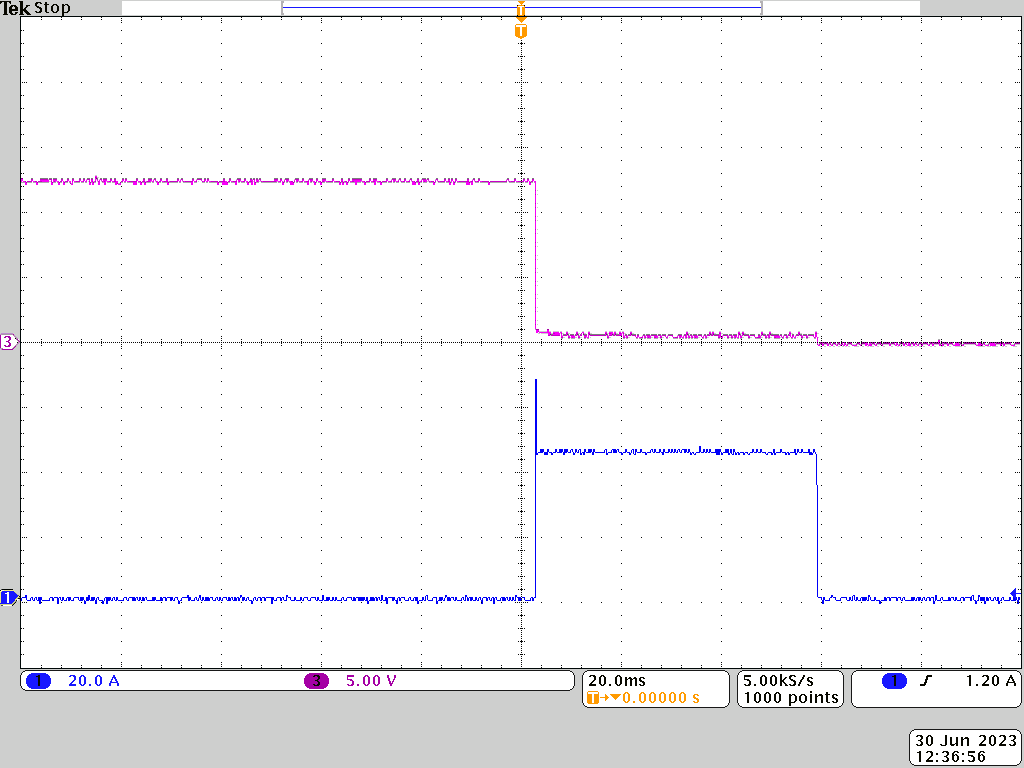 Tek Stop
T
T
3
1
1 20.0 A 3 5.00 V 20.0ms 5.00kS/s 1 1.20 A
T→▼0.00000 s 1000 points
30 Jun 2023
12:36:56